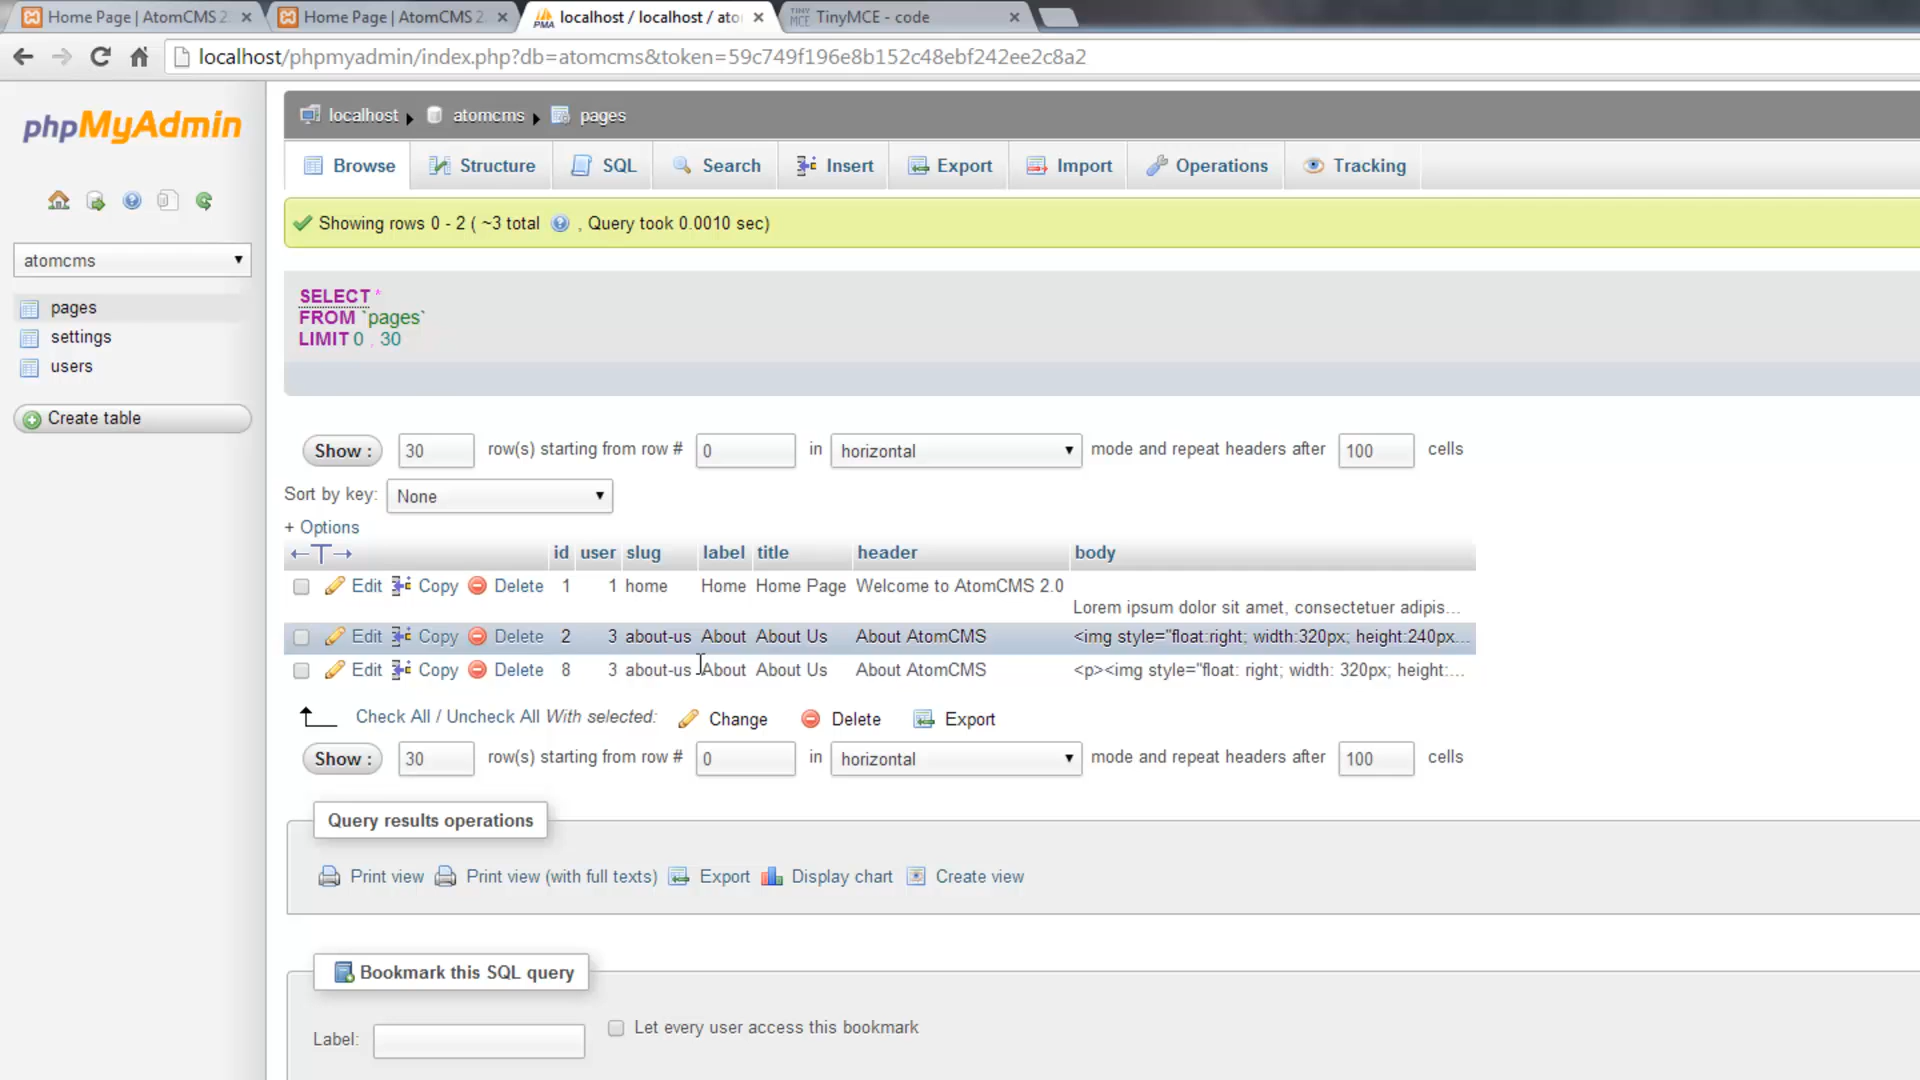 Home Page | AtomCMS 2. Home Page | AtomCMS 2. PMA localhost / localhost / ato TINY MCE TinyMCE - code
localhost/phpmyadmin/index.php?db=atomcms&token=59c749f196e8b152c48ebf242ee2c8a2
phpMyAdmin
localhost atomcms pages
Browse Structure SQL Search Insert Export Import Operations Tracking
Showing rows 0 - 2 ( ~3 total , Query took 0.0010 sec)
atomcms
pages
settings
users
Create table
SELECT *
FROM `pages`
LIMIT 0 , 30
Show : 30 row(s) starting from row # 0 in horizontal mode and repeat headers after 100 cells
Sort by key: None
+ Options
←T→ id user slug label title header body
Edit Copy Delete 1 1 home Home Home Page Welcome to AtomCMS 2.0
Lorem ipsum dolor sit amet, consectetuer adipis...
Edit Copy Delete 2 3 about-us About About Us About AtomCMS <img style="float:right; width:320px; height:240px...
Edit Copy Delete 8 3 about-us About About Us About AtomCMS <p><img style="float: right; width: 320px; height:...
Check All / Uncheck All With selected: Change Delete Export
Show : 30 row(s) starting from row # 0 in horizontal mode and repeat headers after 100 cells
Query results operations
Print view Print view (with full texts) Export Display chart Create view
Bookmark this SQL query
Label: Let every user access this bookmark